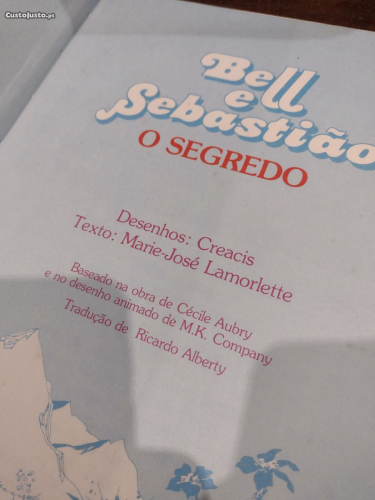 CustoJusto.pt
Bell
e
Sebastião
O SEGREDO
Desenhos: Creacis
Texto: Marie-José Lamorlette
Baseado na obra de Cécile Aubry
e no desenho animado de M.K. Company
Tradução de Ricardo Alberty